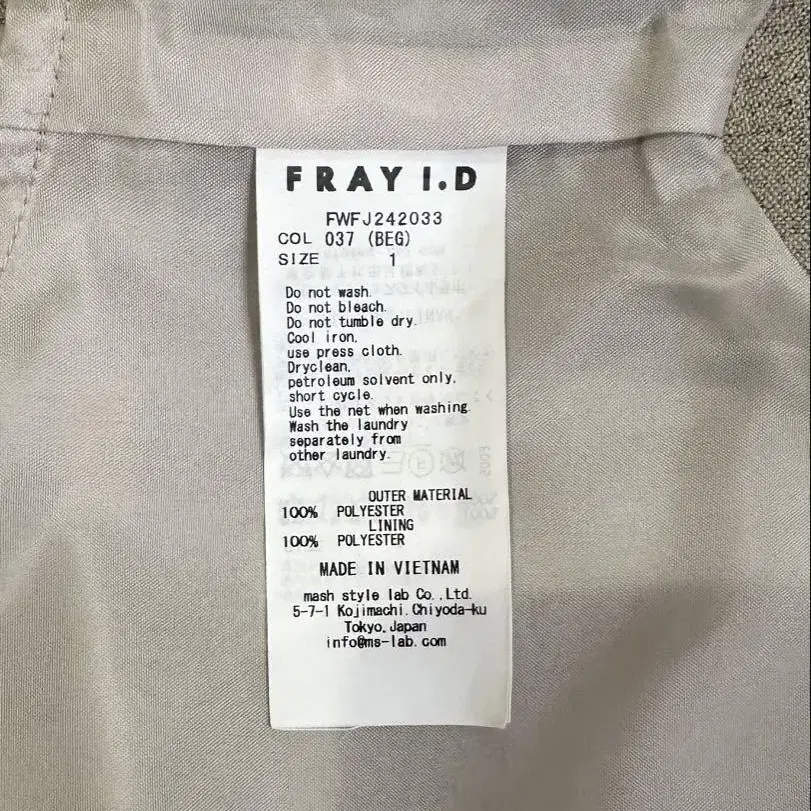 FRAY I.D
FWFJ242033
COL 037 (BEG)
SIZE 1
Do not wash.
Do not bleach.
Do not tumble dry.
Cool iron,
use press cloth.
Dryclean,
petroleum solvent only,
short cycle.
Use the net when washing.
Wash the laundry
separately from
other laundry.
OUTER MATERIAL
100% POLYESTER
LINING
100% POLYESTER
MADE IN VIETNAM
mash style lab Co.,Ltd.
5-7-1 Kojimachi.Chiyoda-ku
Tokyo,Japan
info@ms-lab.com